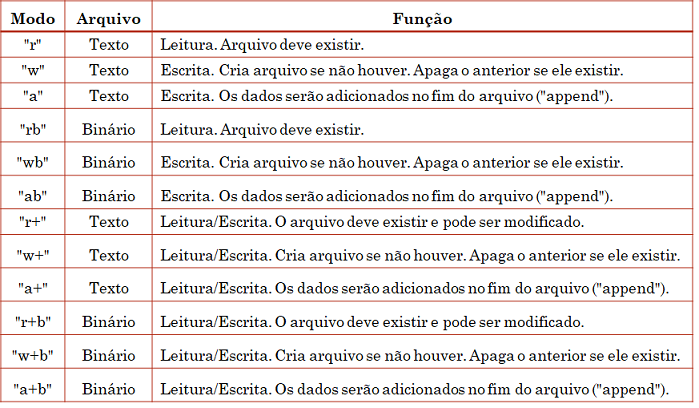 Modo Arquivo Função
"r" Texto Leitura. Arquivo deve existir.
"w" Texto Escrita. Cria arquivo se não houver. Apaga o anterior se ele existir.
"a" Texto Escrita. Os dados serão adicionados no fim do arquivo ("append").
"rb" Binário Leitura. Arquivo deve existir.
"wb" Binário Escrita. Cria arquivo se não houver. Apaga o anterior se ele existir.
"ab" Binário Escrita. Os dados serão adicionados no fim do arquivo ("append").
"r+" Texto Leitura/Escrita. O arquivo deve existir e pode ser modificado.
"w+" Texto Leitura/Escrita. Cria arquivo se não houver. Apaga o anterior se ele existir.
"a+" Texto Leitura/Escrita. Os dados serão adicionados no fim do arquivo ("append").
"r+b" Binário Leitura/Escrita. O arquivo deve existir e pode ser modificado.
"w+b" Binário Leitura/Escrita. Cria arquivo se não houver. Apaga o anterior se ele existir.
"a+b" Binário Leitura/Escrita. Os dados serão adicionados no fim do arquivo ("append").